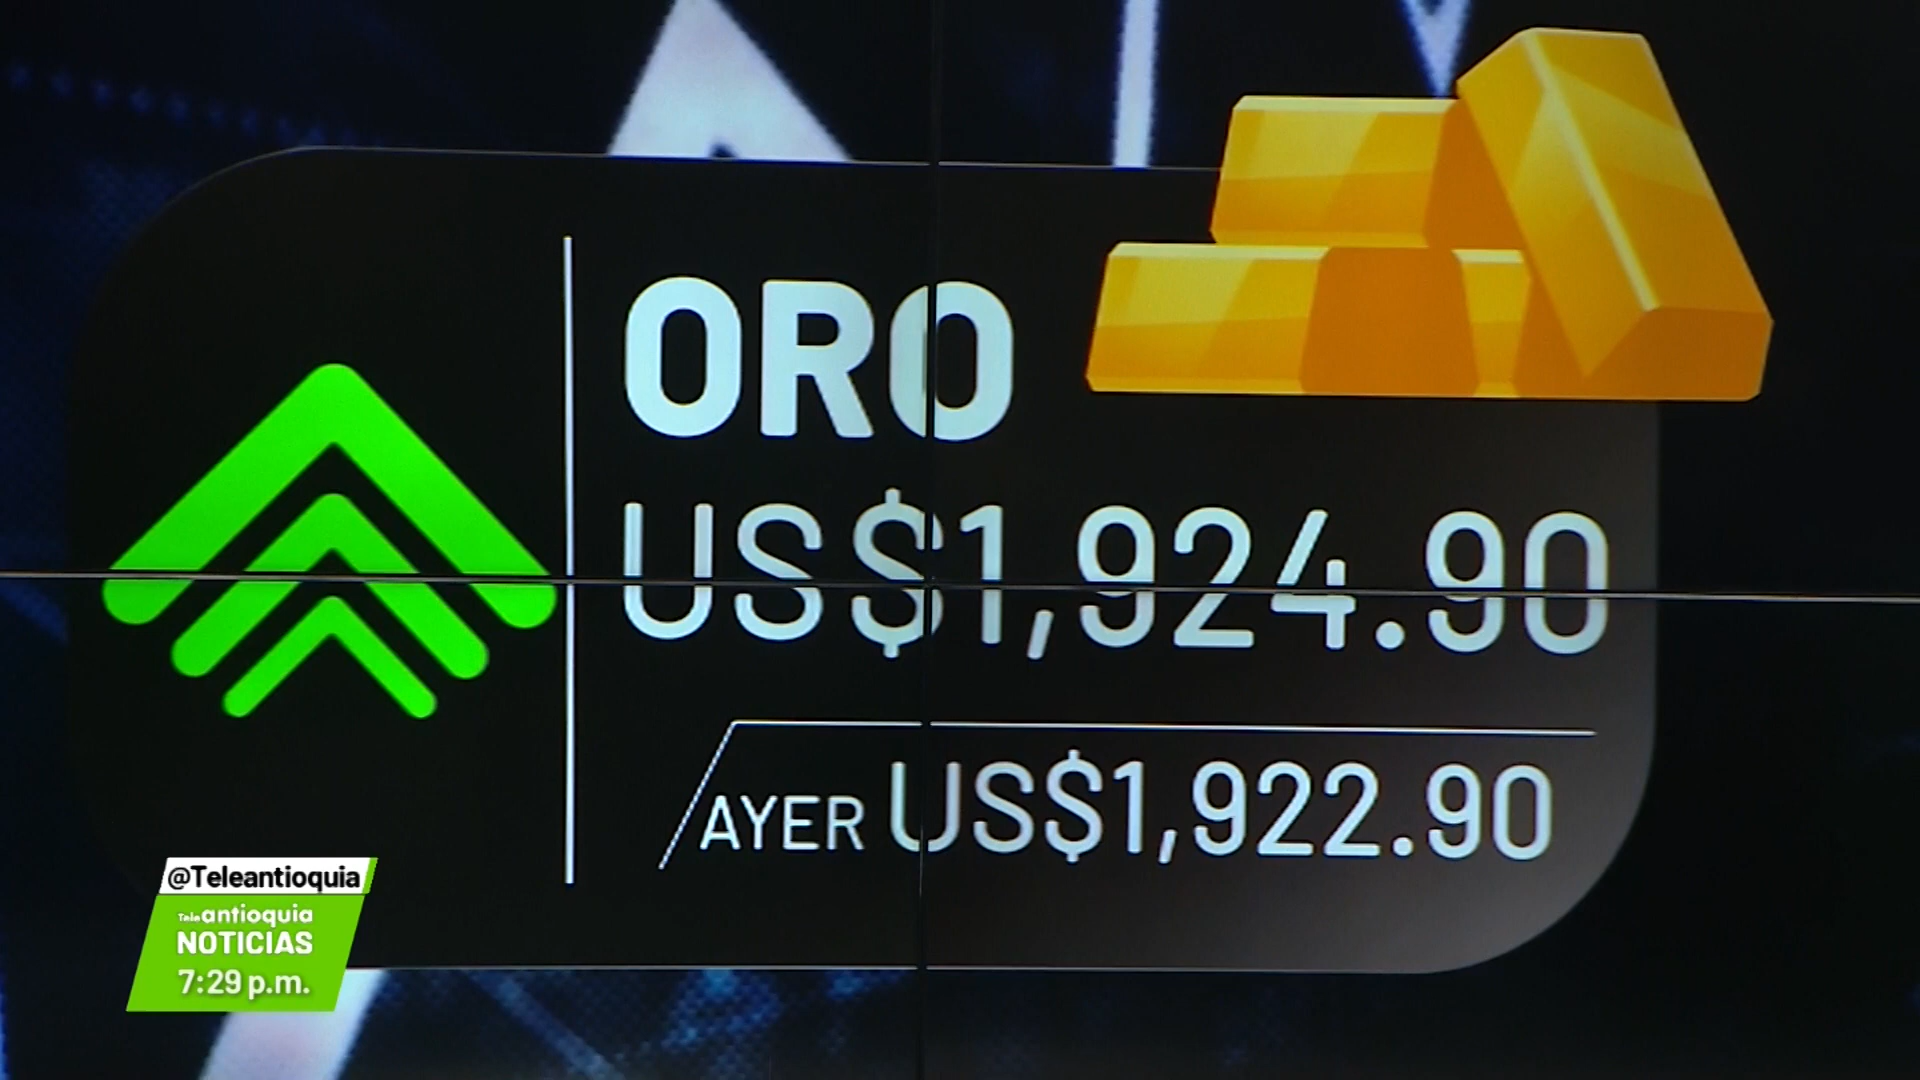 ORO
US$1,924.90
AYER US$1,922.90
@Teleantioquia
Teleantioquia
NOTICIAS
7:29 p.m.